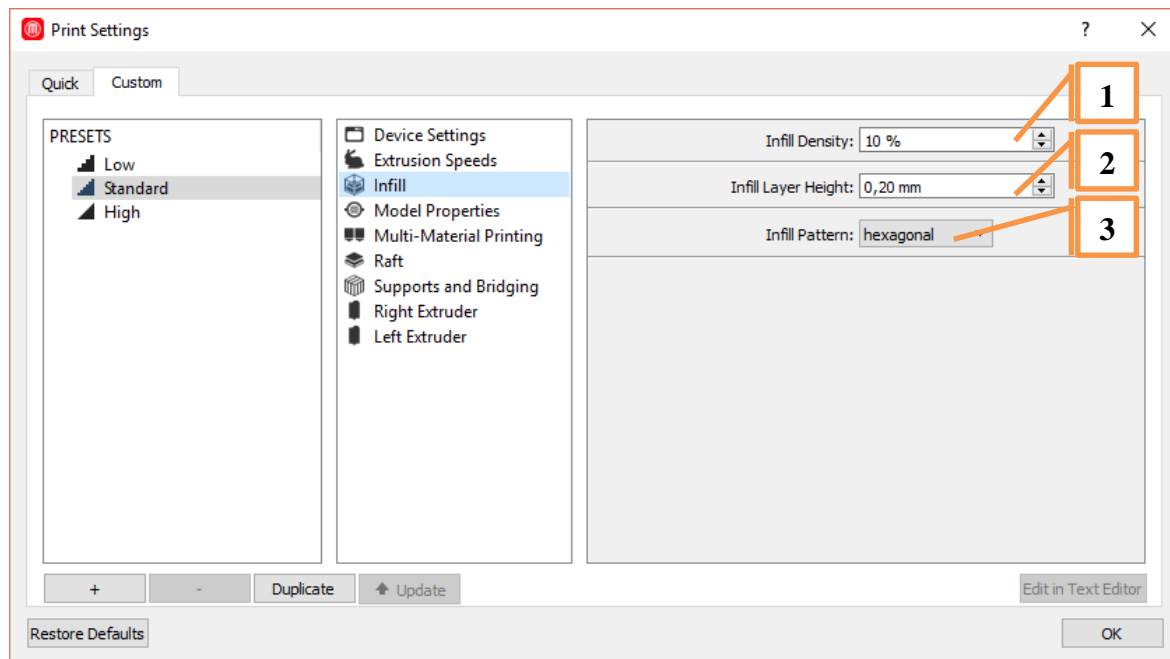 Print Settings
?
Quick
Custom
1
2
3
PRESETS
Low
Standard
High
Device Settings
Extrusion Speeds
Infill
Model Properties
Multi-Material Printing
Raft
Supports and Bridging
Right Extruder
Left Extruder
Infill Density: 10 %
Infill Layer Height: 0,20 mm
Infill Pattern: hexagonal
+
-
Duplicate
Update
Edit in Text Editor
Restore Defaults
OK